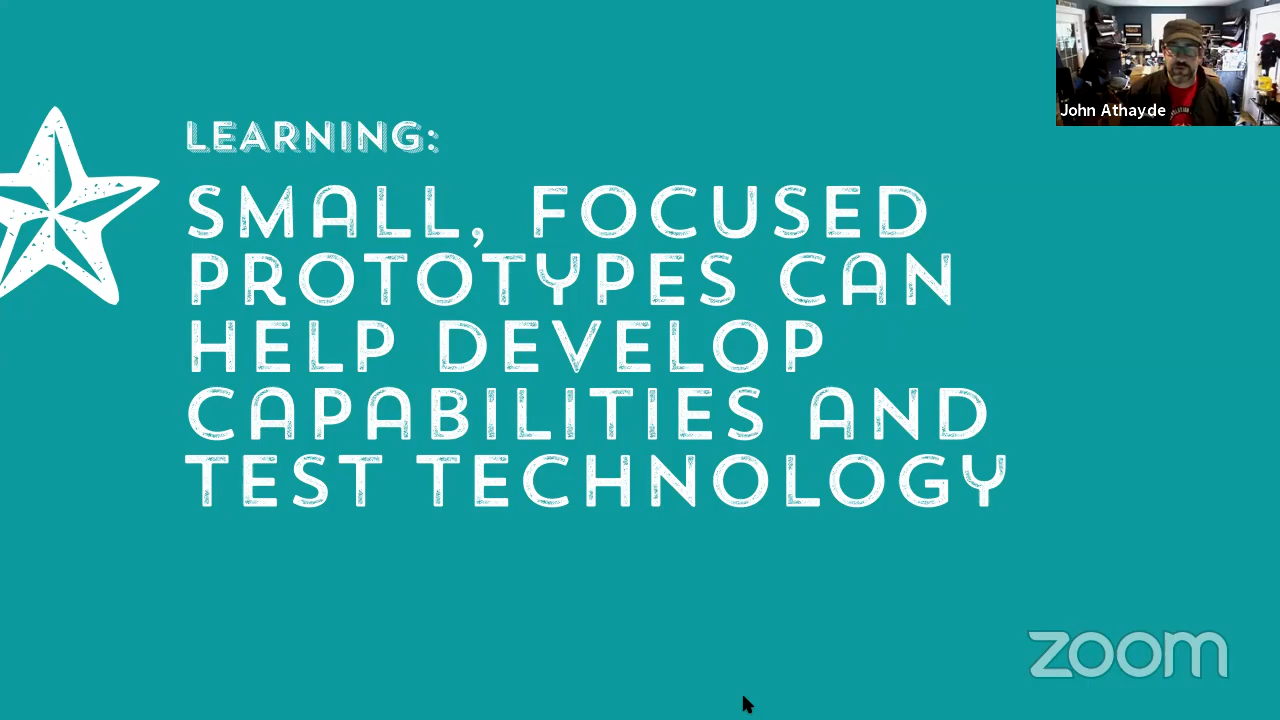 John Athayde
LEARNING:
SMALL, FOCUSED
PROTOTYPES CAN
HELP DEVELOP
CAPABILITIES AND
TEST TECHNOLOGY
zoom